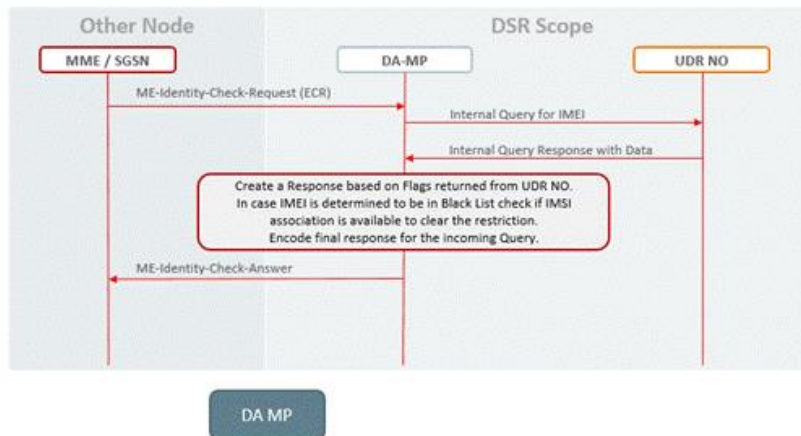 Other Node
DSR Scope
MME / SGSN
DA-MP
UDR NO
ME-Identity-Check-Request (ECR)
Internal Query for IMEI
Internal Query Response with Data
Create a Response based on Flags returned from UDR NO.
In case IMEI is determined to be in Black List check if IMSI
association is available to clear the restriction.
Encode final response for the incoming Query.
ME-Identity-Check-Answer
DA MP